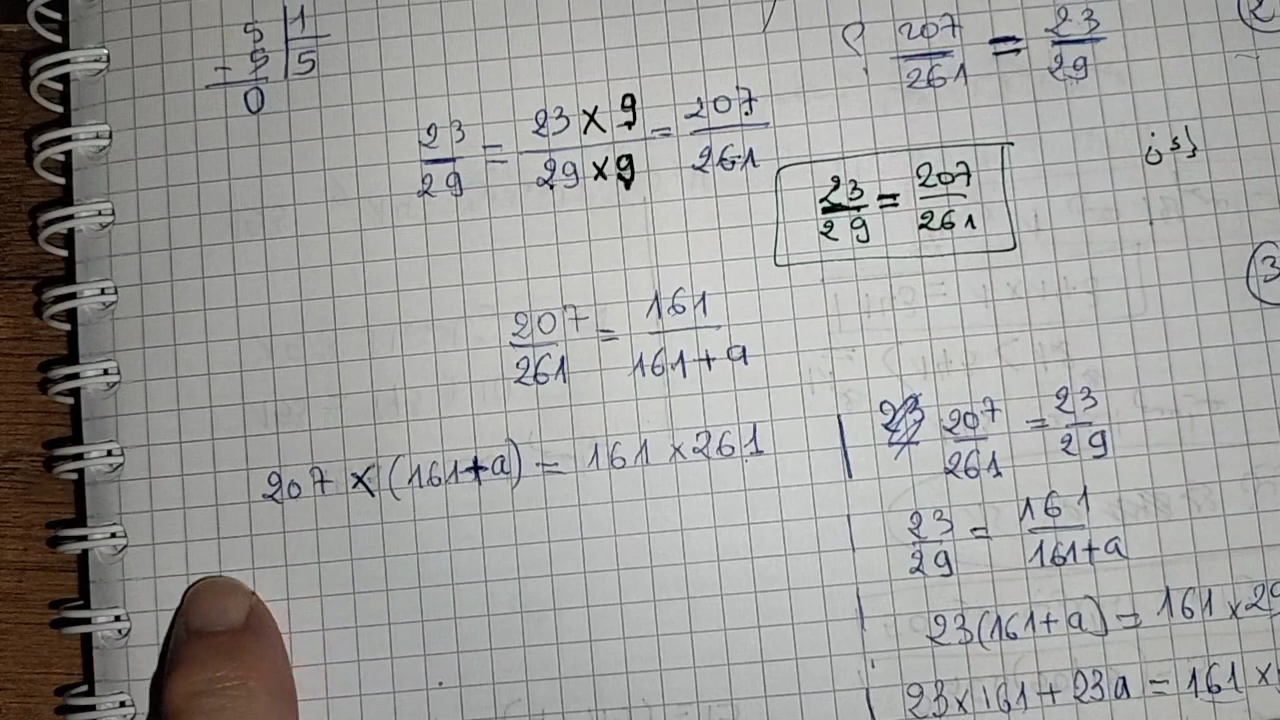 5 | 1
- 5 | 5
0
207/261 = 23/29
23/29 = 23 × 9/29 × 9 = 207/261
إذن
23/29 = 207/261
3
207/261 = 161/161 + a
207 × (161 + a) = 161 × 261
207/261 = 23/29
23/29 = 161/161 + a
23(161 + a) = 161 × 29
23 × 161 + 23a = 161 ×